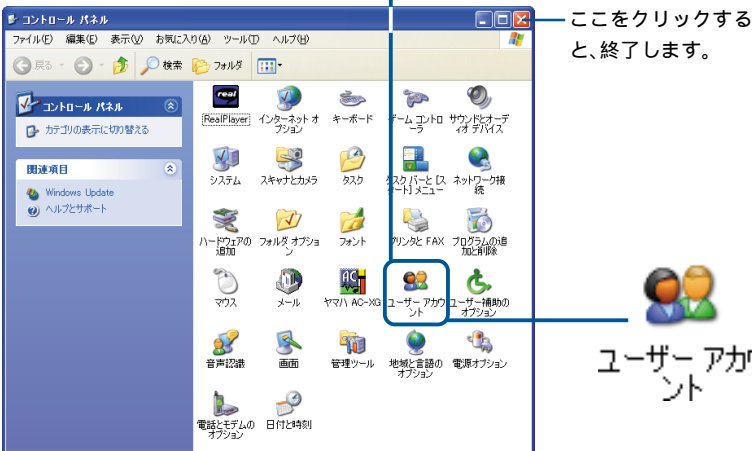 コントロール パネル
ファイル(F) 編集(E) 表示(V) お気に入り(A) ツール(T) ヘルプ(H)
戻る 検索 フォルダ
ここをクリックする
と、終了します。
コントロール パネル
カテゴリの表示に切り替える
関連項目
Windows Update
ヘルプとサポート
real
RealPlayer
インターネット オ
プション
キーボード
ゲーム コントロ
ーラ
サウンドとオーデ
ィオ デバイス
システム
スキャナとカメラ
タスク
タスク バーと [ス
タート] メニュー
ネットワーク接
続
ハードウェアの
追加
フォルダ オプショ
ン
フォント
プリンタと FAX
プログラムの追
加と削除
マウス
メール
AC
XG
ヤマハ AC-XG
ユーザー アカウ
ント
ユーザー補助の
オプション
音声認識
画面
管理ツール
地域と言語の
オプション
電源オプション
電話とモデムの
オプション
日付と時刻
ユーザー アカウ
ント